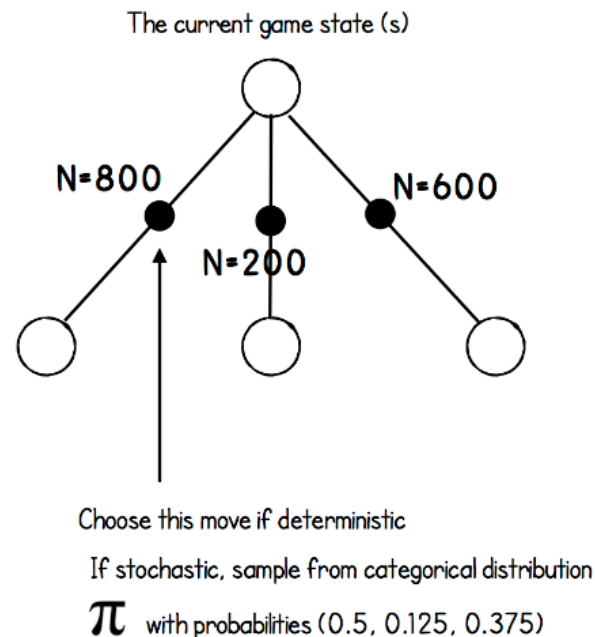 The current game state (s)
N=800
N=600
N=200
Choose this move if deterministic
If stochastic, sample from categorical distribution
π with probabilities (0.5, 0.125, 0.375)